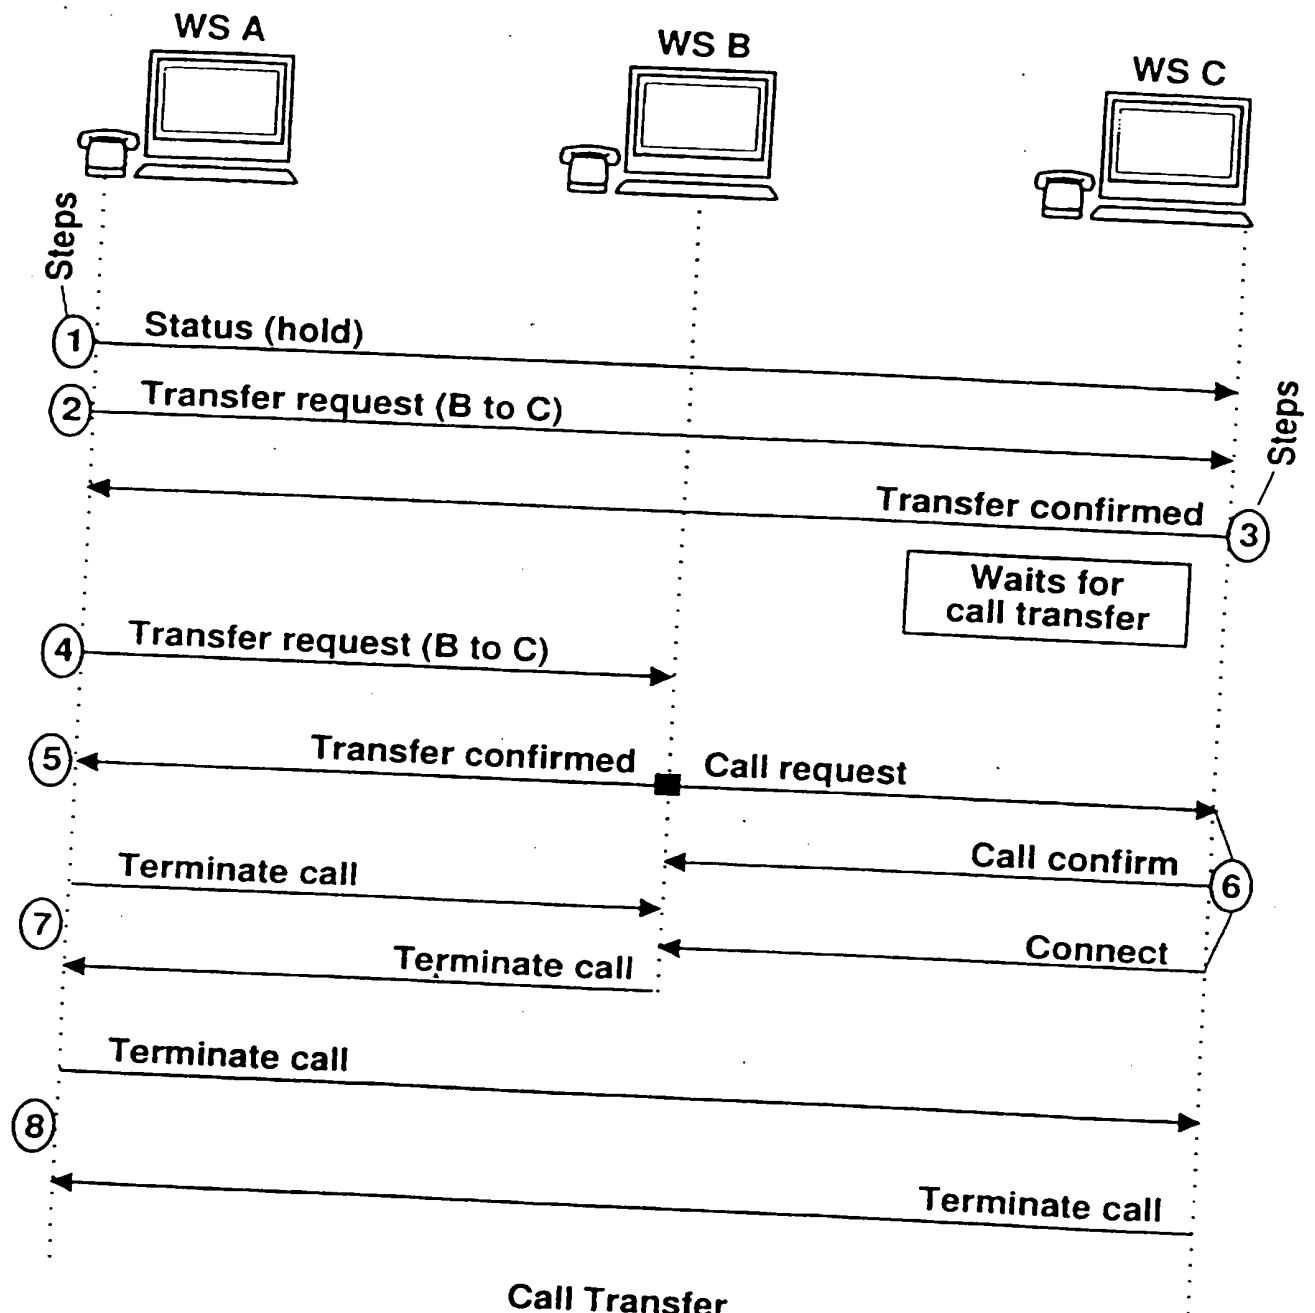 WS A
WS B
WS C
Steps
1
Status (hold)
2
Transfer request (B to C)
Steps
Transfer confirmed
3
Waits for
call transfer
4
Transfer request (B to C)
5
Transfer confirmed
Call request
Call confirm
6
Terminate call
7
Connect
Terminate call
Terminate call
8
Terminate call
Call Transfer